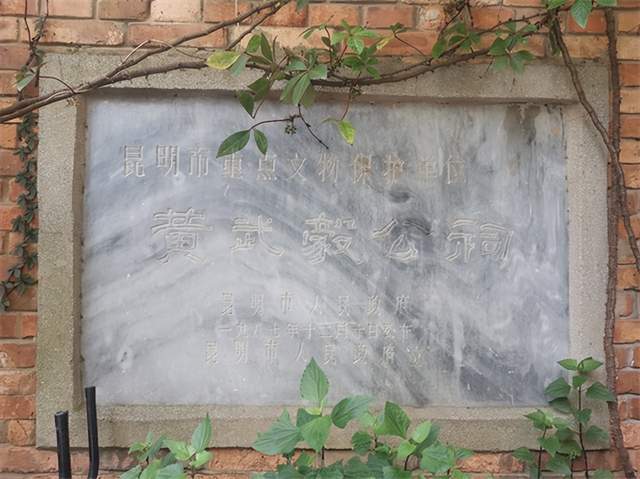 昆明市重点文物保护单位
黄武毅公祠
昆明市人民政府
一九八七年十二月十日公布
昆明市人民政府立